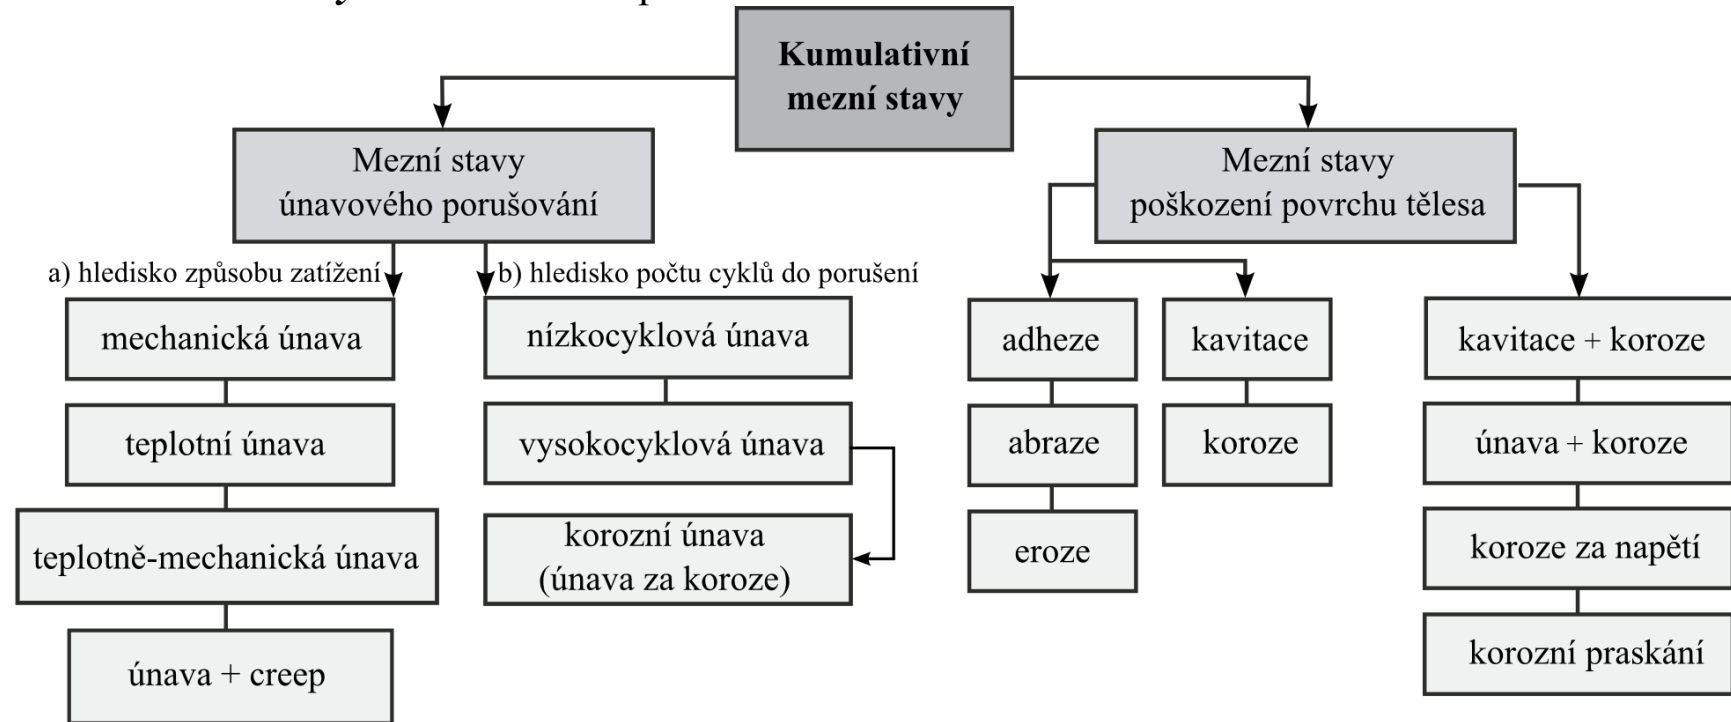 Kumulativní
mezní stavy
Mezní stavy
únavového porušování
a) hledisko způsobu zatížení
mechanická únava
teplotní únava
teplotně-mechanická únava
únava + creep
b) hledisko počtu cyklů do porušení
nízkocyklová únava
vysokocyklová únava
korozní únava
(únava za koroze)
Mezní stavy
poškození povrchu tělesa
adheze
abraze
eroze
kavitace
koroze
kavitace + koroze
únava + koroze
koroze za napětí
korozní praskání